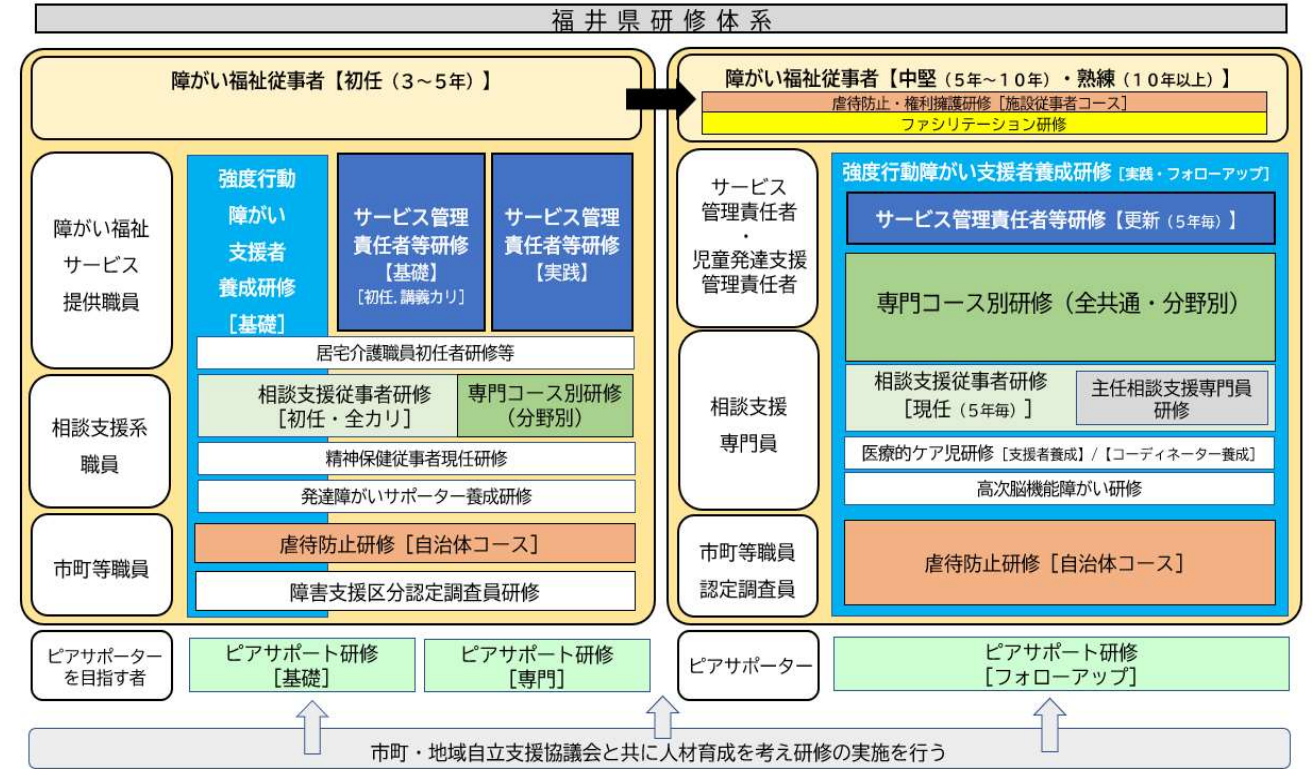 福井県研修体系
障がい福祉従事者【初任（３～５年）】
障がい福祉
サービス
提供職員
強度行動
障がい
支援者
養成研修
［基礎］
サービス管理
責任者等研修
【基礎】
［初任,講義カリ］
サービス管理
責任者等研修
【実践】
居宅介護職員初任者研修等
相談支援系
職員
相談支援従事者研修
［初任・全カリ］
専門コース別研修
（分野別）
精神保健従事者現任研修
発達障がいサポーター養成研修
市町等職員
虐待防止研修［自治体コース］
障害支援区分認定調査員研修
ピアサポーター
を目指す者
ピアサポート研修
［基礎］
ピアサポート研修
［専門］
障がい福祉従事者【中堅（５年～１０年）・熟練（１０年以上）】
虐待防止・権利擁護研修［施設従事者コース］
ファシリテーション研修
サービス
管理責任者
・
児童発達支援
管理責任者
強度行動障がい支援者養成研修［実践・フォローアップ］
サービス管理責任者等研修【更新（５年毎）】
専門コース別研修（全共通・分野別）
相談支援
専門員
相談支援従事者研修
［現任（５年毎）］
主任相談支援専門員
研修
医療的ケア児研修［支援者養成］/【コーディネーター養成］
高次脳機能障がい研修
市町等職員
認定調査員
虐待防止研修［自治体コース］
ピアサポーター
ピアサポート研修
［フォローアップ］
市町・地域自立支援協議会と共に人材育成を考え研修の実施を行う